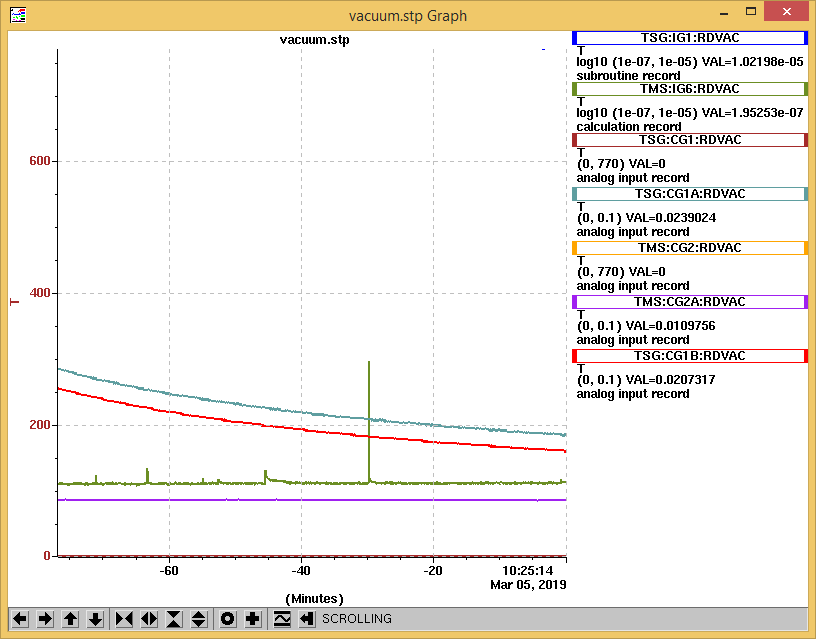 vacuum.stp Graph
vacuum.stp
T
600
400
200
0
-60
-40
-20
10:25:14
Mar 05, 2019
(Minutes)
TSG:IG1:RDVAC
T
log10 (1e-07, 1e-05) VAL=1.02198e-05
subroutine record
TMS:IG6:RDVAC
T
log10 (1e-07, 1e-05) VAL=1.95253e-07
calculation record
TSG:CG1:RDVAC
T
(0, 770) VAL=0
analog input record
TSG:CG1A:RDVAC
T
(0, 0.1) VAL=0.0239024
analog input record
TMS:CG2:RDVAC
T
(0, 770) VAL=0
analog input record
TMS:CG2A:RDVAC
T
(0, 0.1) VAL=0.0109756
analog input record
TSG:CG1B:RDVAC
T
(0, 0.1) VAL=0.0207317
analog input record
SCROLLING